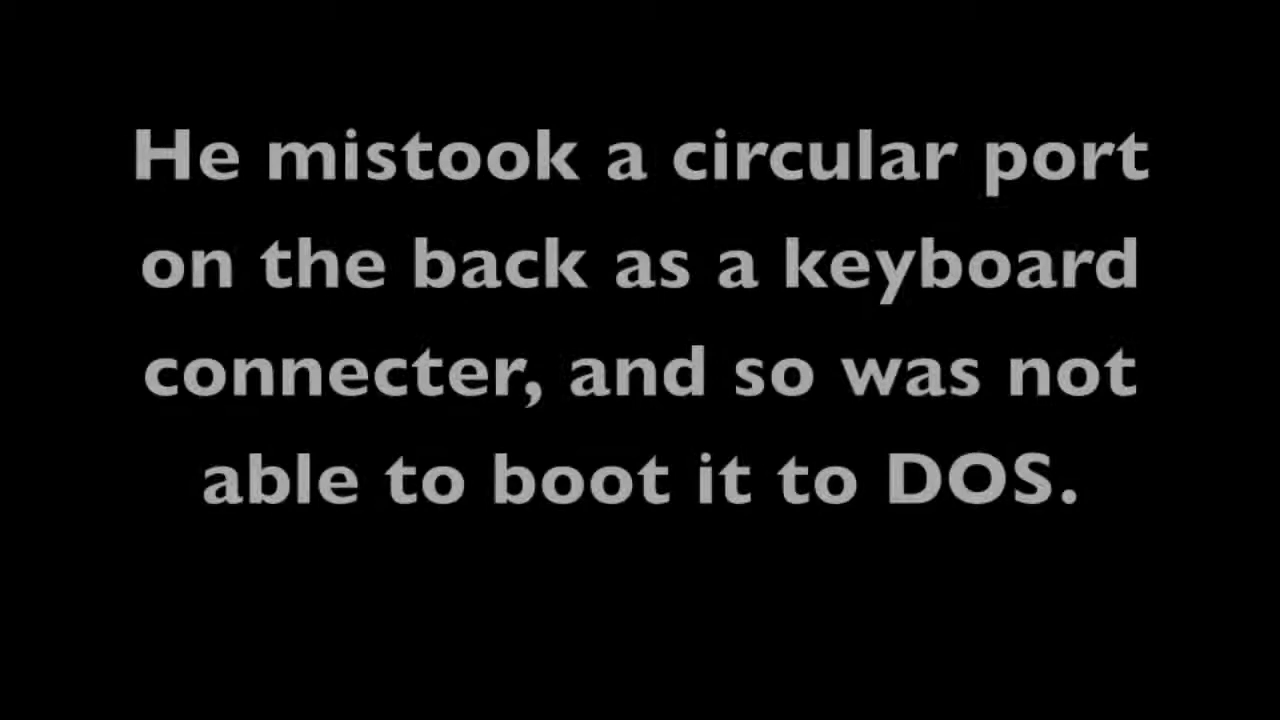 He mistook a circular port
on the back as a keyboard
connecter, and so was not
able to boot it to DOS.